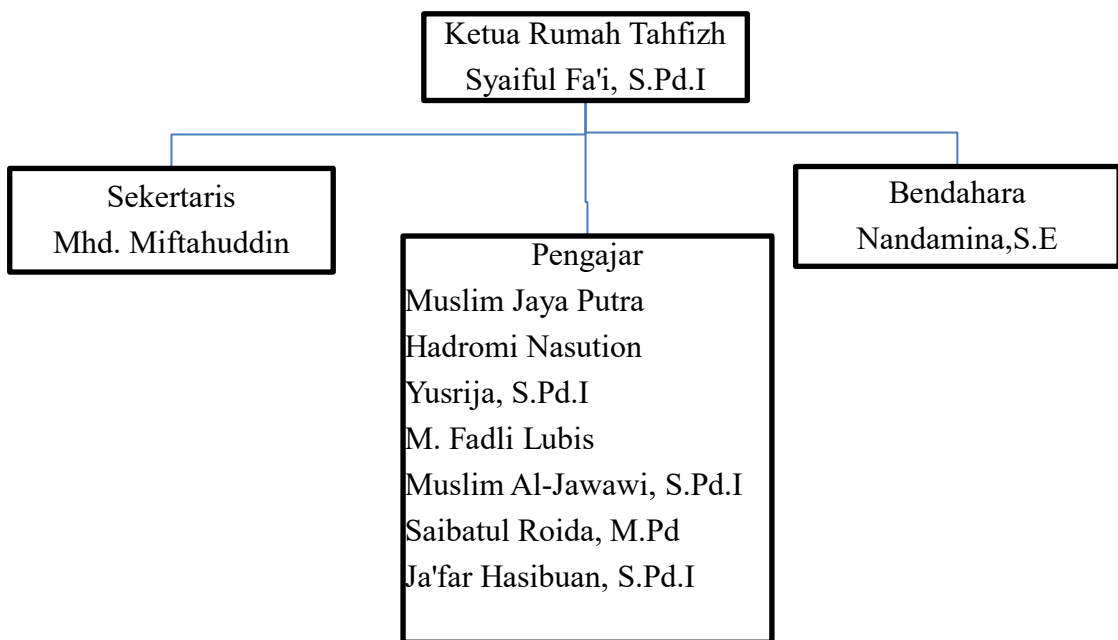 Ketua Rumah Tahfizh
Syaiful Fa'i, S.Pd.I
Sekertaris
Mhd. Miftahuddin
Bendahara
Nandamina,S.E
Pengajar
Muslim Jaya Putra
Hadromi Nasution
Yusrija, S.Pd.I
M. Fadli Lubis
Muslim Al-Jawawi, S.Pd.I
Saibatul Roida, M.Pd
Ja'far Hasibuan, S.Pd.I